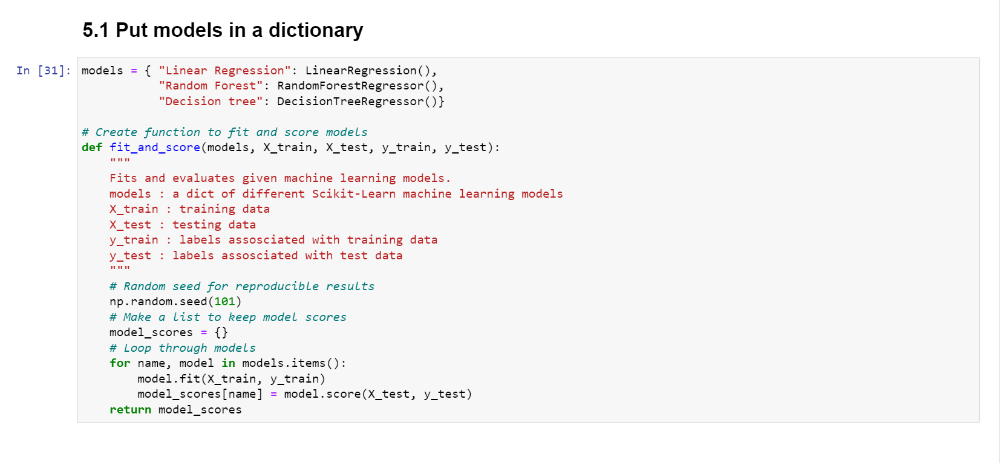 5.1 Put models in a dictionary
In [31]: models = { "Linear Regression": LinearRegression(),
           "Random Forest": RandomForestRegressor(),
           "Decision tree": DecisionTreeRegressor()}
# Create function to fit and score models
def fit_and_score(models, X_train, X_test, y_train, y_test):
    """
    Fits and evaluates given machine learning models.
    models : a dict of different Scikit-Learn machine learning models
    X_train : training data
    X_test : testing data
    y_train : labels assosciated with training data
    y_test : labels assosciated with test data
    """
    # Random seed for reproducible results
    np.random.seed(101)
    # Make a list to keep model scores
    model_scores = {}
    # Loop through models
    for name, model in models.items():
        model.fit(X_train, y_train)
        model_scores[name] = model.score(X_test, y_test)
    return model_scores